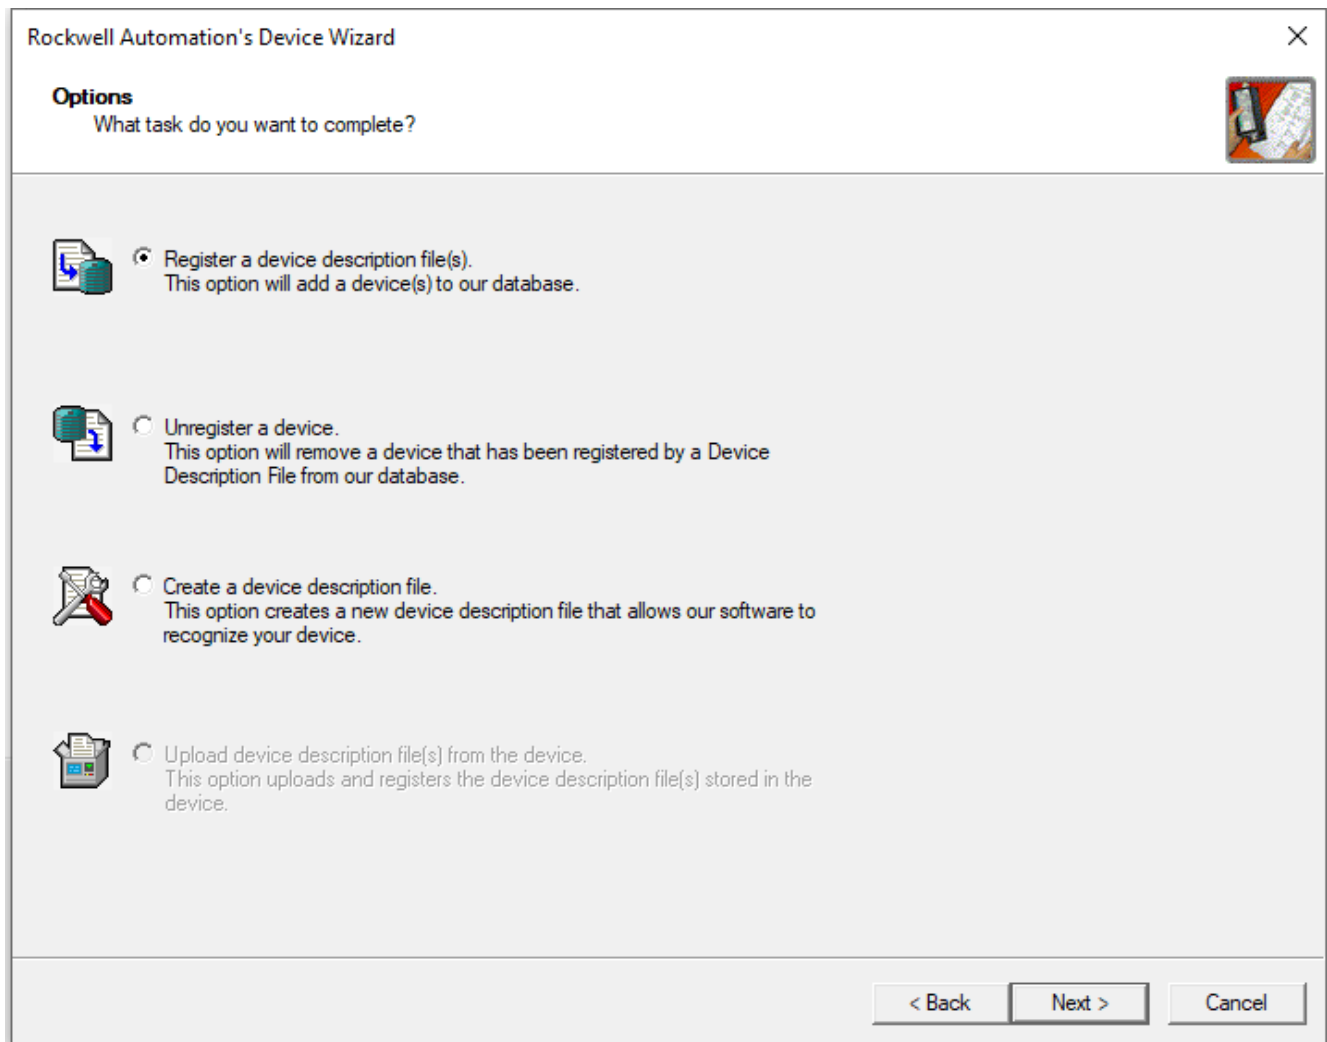 Rockwell Automation's Device Wizard
Options
What task do you want to complete?
Register a device description file(s).
This option will add a device(s) to our database.
Unregister a device.
This option will remove a device that has been registered by a Device
Description File from our database.
Create a device description file.
This option creates a new device description file that allows our software to
recognize your device.
Upload device description file(s) from the device.
This option uploads and registers the device description file(s) stored in the
device.
< Back
Next >
Cancel